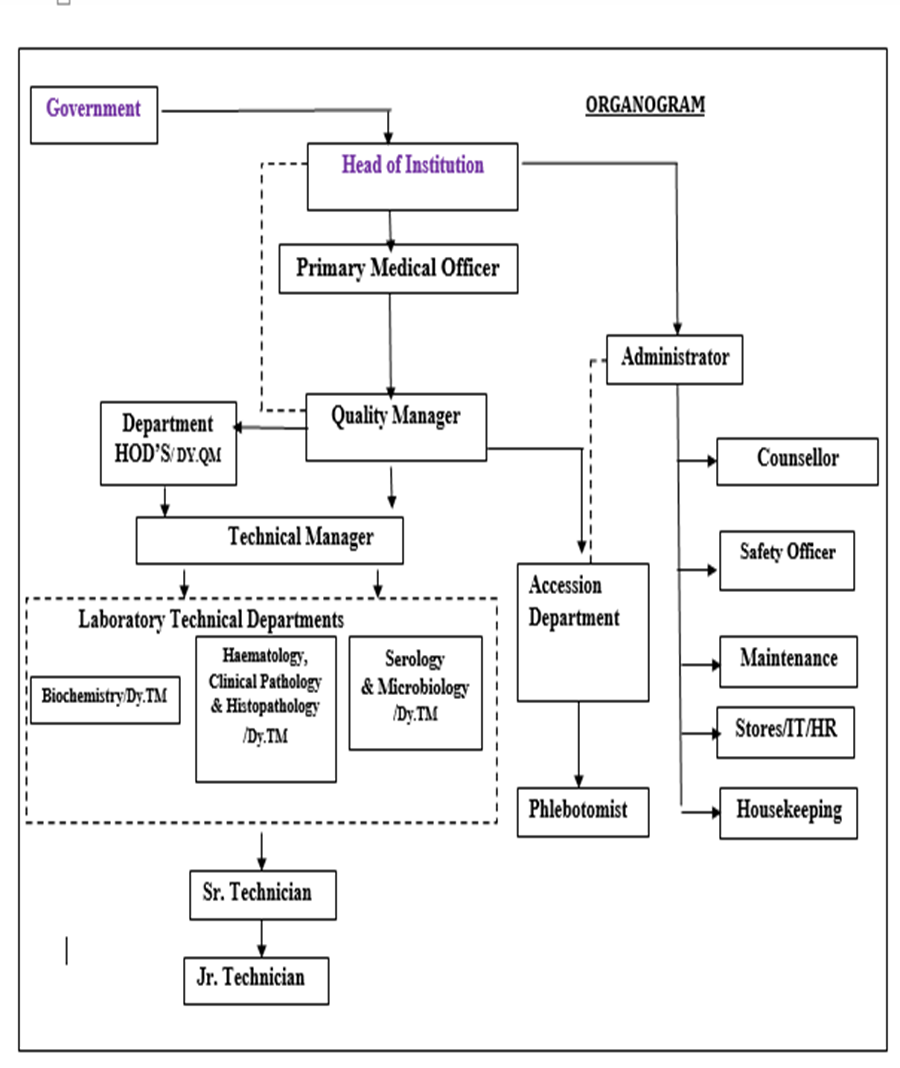 Government
ORGANOGRAM
Head of Institution
Primary Medical Officer
Administrator
Quality Manager
Department
HOD'S/ DY.QM
Counsellor
Technical Manager
Safety Officer
Accession
Department
Laboratory Technical Departments
Biochemistry/Dy.TM
Haematology,
Clinical Pathology
& Histopathology
/Dy.TM
Serology
& Microbiology
/Dy.TM
Maintenance
Stores/IT/HR
Phlebotomist
Housekeeping
Sr. Technician
Jr. Technician